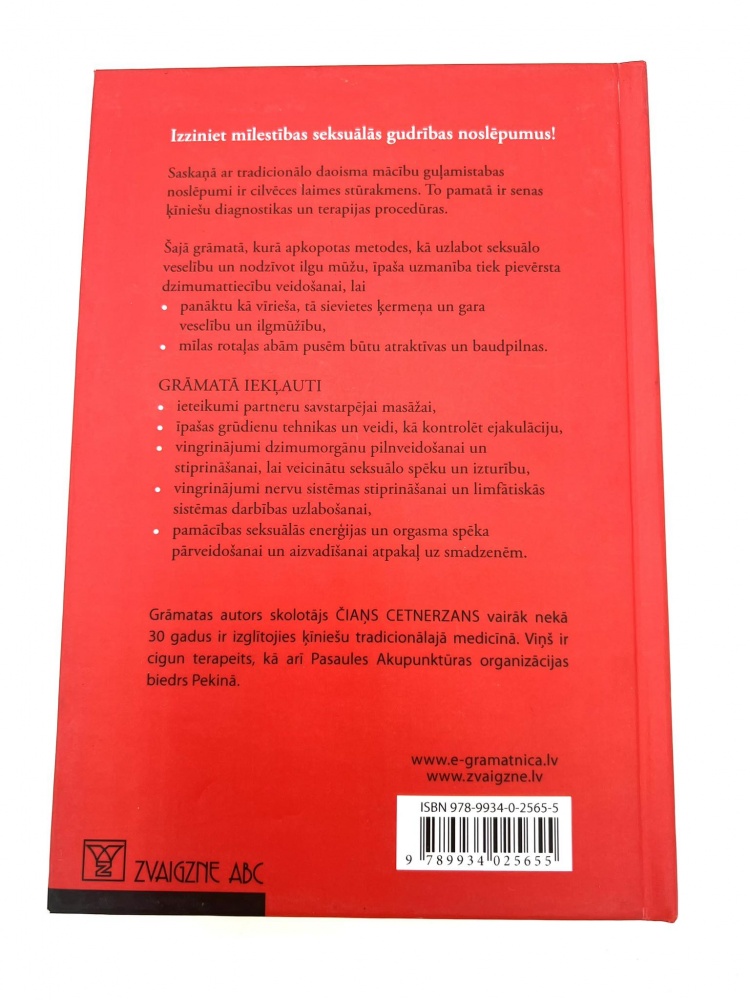 Izziniet mīlestības seksuālās gudrības noslēpumus!
Saskaņā ar tradicionālo daoisma mācību guļamistabas
noslēpumi ir cilvēces laimes stūrakmens. To pamatā ir senas
ķīniešu diagnostikas un terapijas procedūras.
Šajā grāmatā, kurā apkopotas metodes, kā uzlabot seksuālo
veselību un nodzīvot ilgu mūžu, īpaša uzmanība tiek pievērsta
dzimumattiecību veidošanai, lai
• panāktu kā vīrieša, tā sievietes ķermeņa un gara
veselību un ilgmūžību,
• mīlas rotaļas abām pusēm būtu atraktīvas un baudpilnas.
GRĀMATĀ IEKĻAUTI
• ieteikumi partneru savstarpējai masāžai,
• īpašas grūdienu tehnikas un veidi, kā kontrolēt ejakulāciju,
• vingrinājumi dzimumorgānu pilnveidošanai un
stiprināšanai, lai veicinātu seksuālo spēku un izturību,
• vingrinājumi nervu sistēmas stiprināšanai un limfātiskās
sistēmas darbības uzlabošanai,
• pamācības seksuālās enerģijas un orgasma spēka
pārveidošanai un aizvadīšanai atpakaļ uz smadzenēm.
Grāmatas autors skolotājs ČIAŅS CETNERZANS vairāk nekā
30 gadus ir izglītojies ķīniešu tradicionālajā medicīnā. Viņš ir
cigun terapeits, kā arī Pasaules Akupunktūras organizācijas
biedrs Pekinā.
www.e-gramatnica.lv
www.zvaigzne.lv
ISBN 978-9934-0-2565-5
9 789934 025655
ZVAIGZNE ABC